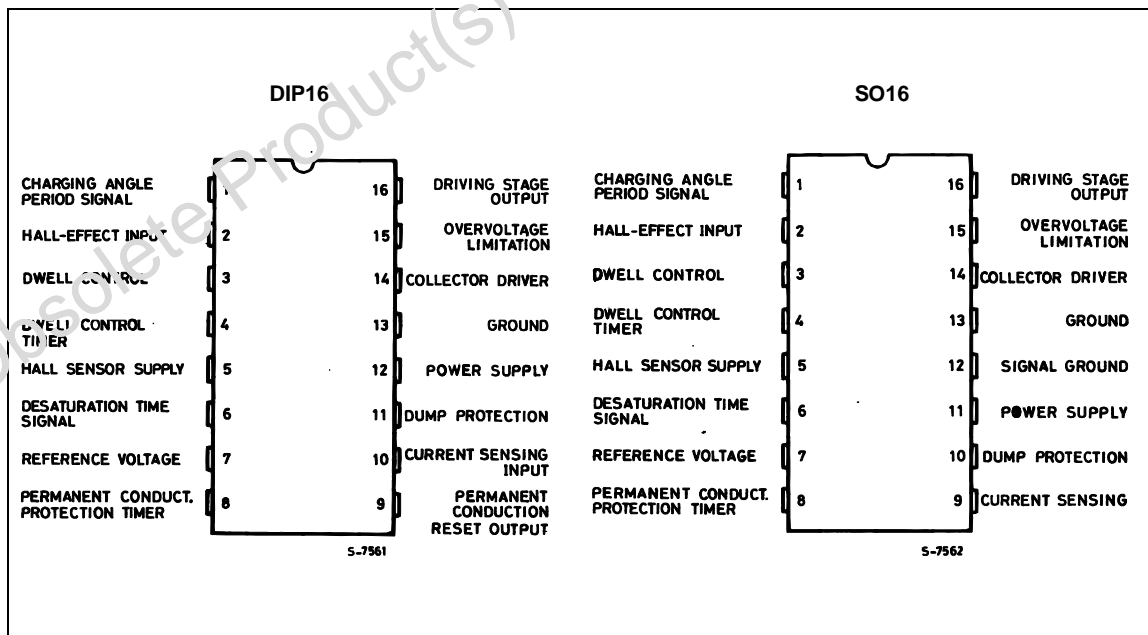 Obsolete Product(s)
DIP16
CHARGING ANGLE
PERIOD SIGNAL
1
HALL-EFFECT INPUT
2
DWELL CONTROL
3
DWELL CONTROL
TIMER
4
HALL SENSOR SUPPLY
5
DESATURATION TIME
SIGNAL
6
REFERENCE VOLTAGE
7
PERMANENT CONDUCT.
PROTECTION TIMER
8
16
DRIVING STAGE
OUTPUT
15
OVERVOLTAGE
LIMITATION
14
COLLECTOR DRIVER
13
GROUND
12
POWER SUPPLY
11
DUMP PROTECTION
10
CURRENT SENSING
INPUT
9
PERMANENT
CONDUCTION
RESET OUTPUT
S-7561
SO16
CHARGING ANGLE
PERIOD SIGNAL
1
HALL-EFFECT INPUT
2
DWELL CONTROL
3
DWELL CONTROL
TIMER
4
HALL SENSOR SUPPLY
5
DESATURATION TIME
SIGNAL
6
REFERENCE VOLTAGE
7
PERMANENT CONDUCT.
PROTECTION TIMER
8
16
DRIVING STAGE
OUTPUT
15
OVERVOLTAGE
LIMITATION
14
COLLECTOR DRIVER
13
GROUND
12
SIGNAL GROUND
11
POWER SUPPLY
10
DUMP PROTECTION
9
CURRENT SENSING
S-7562